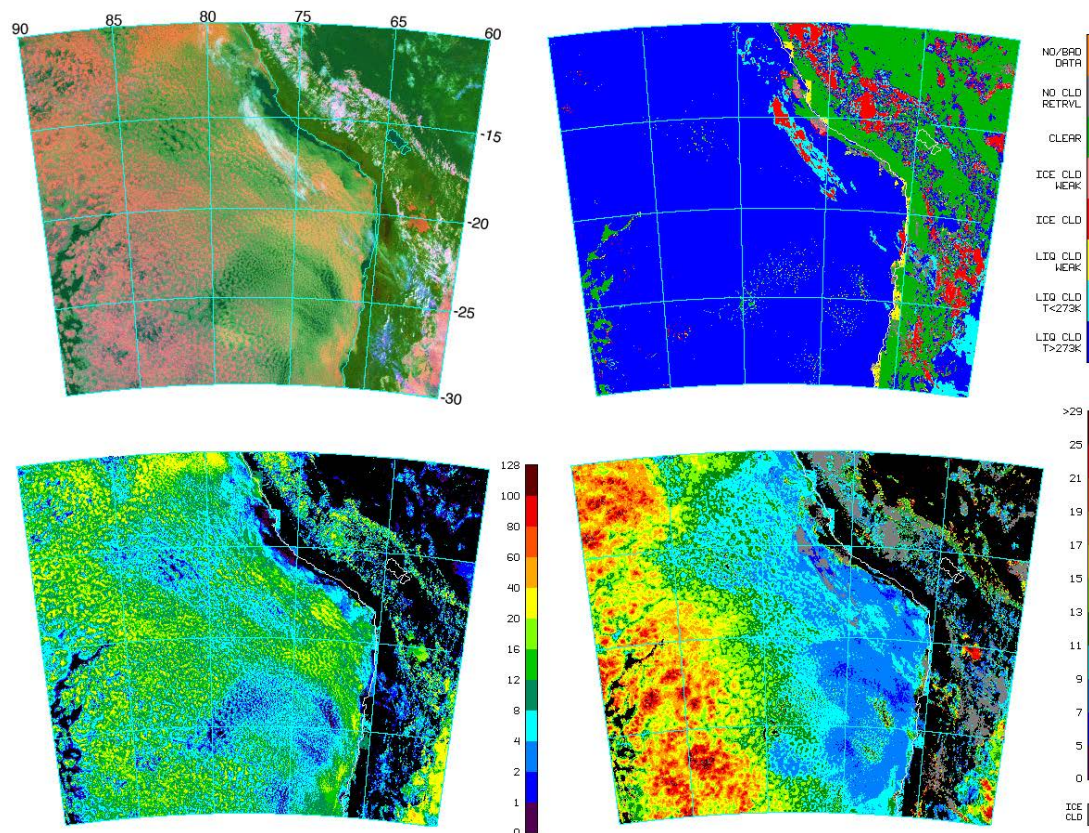 90 85 80 75 65 60
-15
-20
-25
-30
NO/BAD
DATA
NO CLD
RETRVL
CLEAR
ICE CLD
WEAK
ICE CLD
LIQ CLD
WEAK
LIQ CLD
T<273K
LIQ CLD
T>273K
128
100
80
60
40
20
16
12
8
4
2
1
0
>29
25
21
19
17
15
13
11
9
7
5
0
ICE
CLD